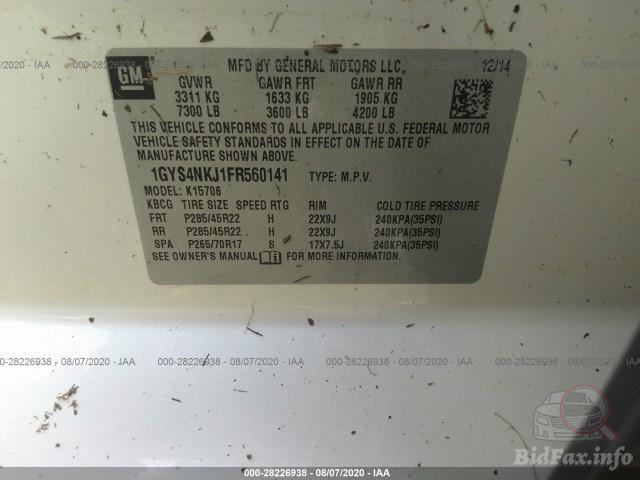 08/07/2020 - IAA 000-28226938 - 08/07/2020 - IAA 000-28226938 - 08/07/2020 - IAA
GM
MFD BY GENERAL MOTORS LLC. 12/14
GVWR GAWR FRT GAWR RR
3311 KG 1633 KG 1905 KG
7300 LB 3600 LB 4200 LB
THIS VEHICLE CONFORMS TO ALL APPLICABLE U.S. FEDERAL MOTOR
VEHICLE SAFETY STANDARDS IN EFFECT ON THE DATE OF
MANUFACTURE SHOWN ABOVE.
1GYS4NKJ1FR560141 TYPE: M.P.V.
MODEL: K15706
KBCG TIRE SIZE SPEED RTG RIM COLD TIRE PRESSURE
FRT P285/45R22 H 22X9J 240KPA(35PSI)
RR P285/45R22 H 22X9J 240KPA(35PSI)
SPA P265/70R17 S 17X7.5J 240KPA(35PSI)
SEE OWNER'S MANUAL FOR MORE INFORMATION.
000-28226938 - 08/07/2020 - IAA 000-28226938 - 08/07/2020 - IAA
BidFax.info
000-28226938 - 08/07/2020 - IAA